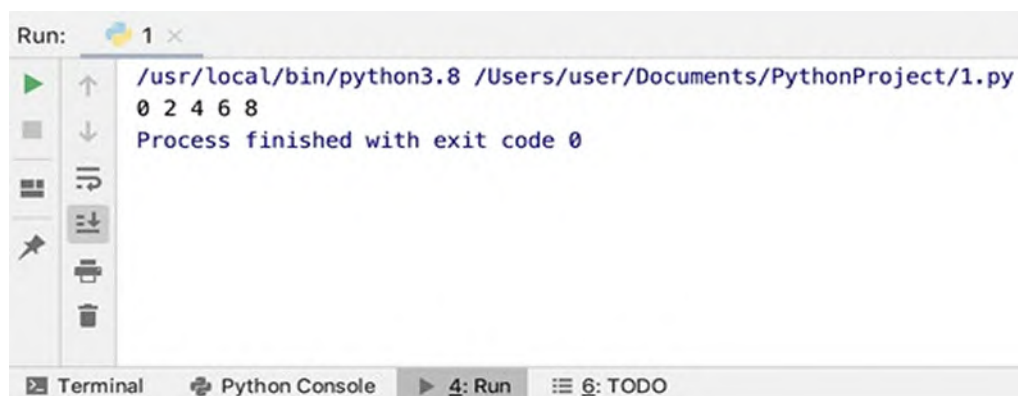 Run: 1
/usr/local/bin/python3.8 /Users/user/Documents/PythonProject/1.py
0 2 4 6 8
Process finished with exit code 0
Terminal Python Console 4: Run 6: TODO